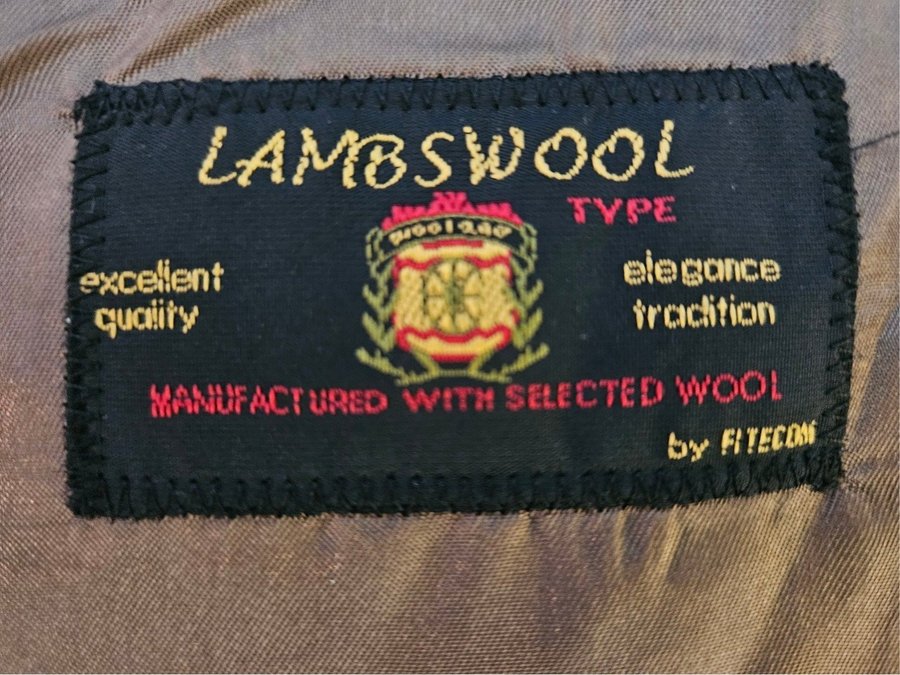 LAMBSWOOL
TYPE
excellent
quality
elegance
tradition
MANUFACTURED WITH SELECTED WOOL
by FITECOM